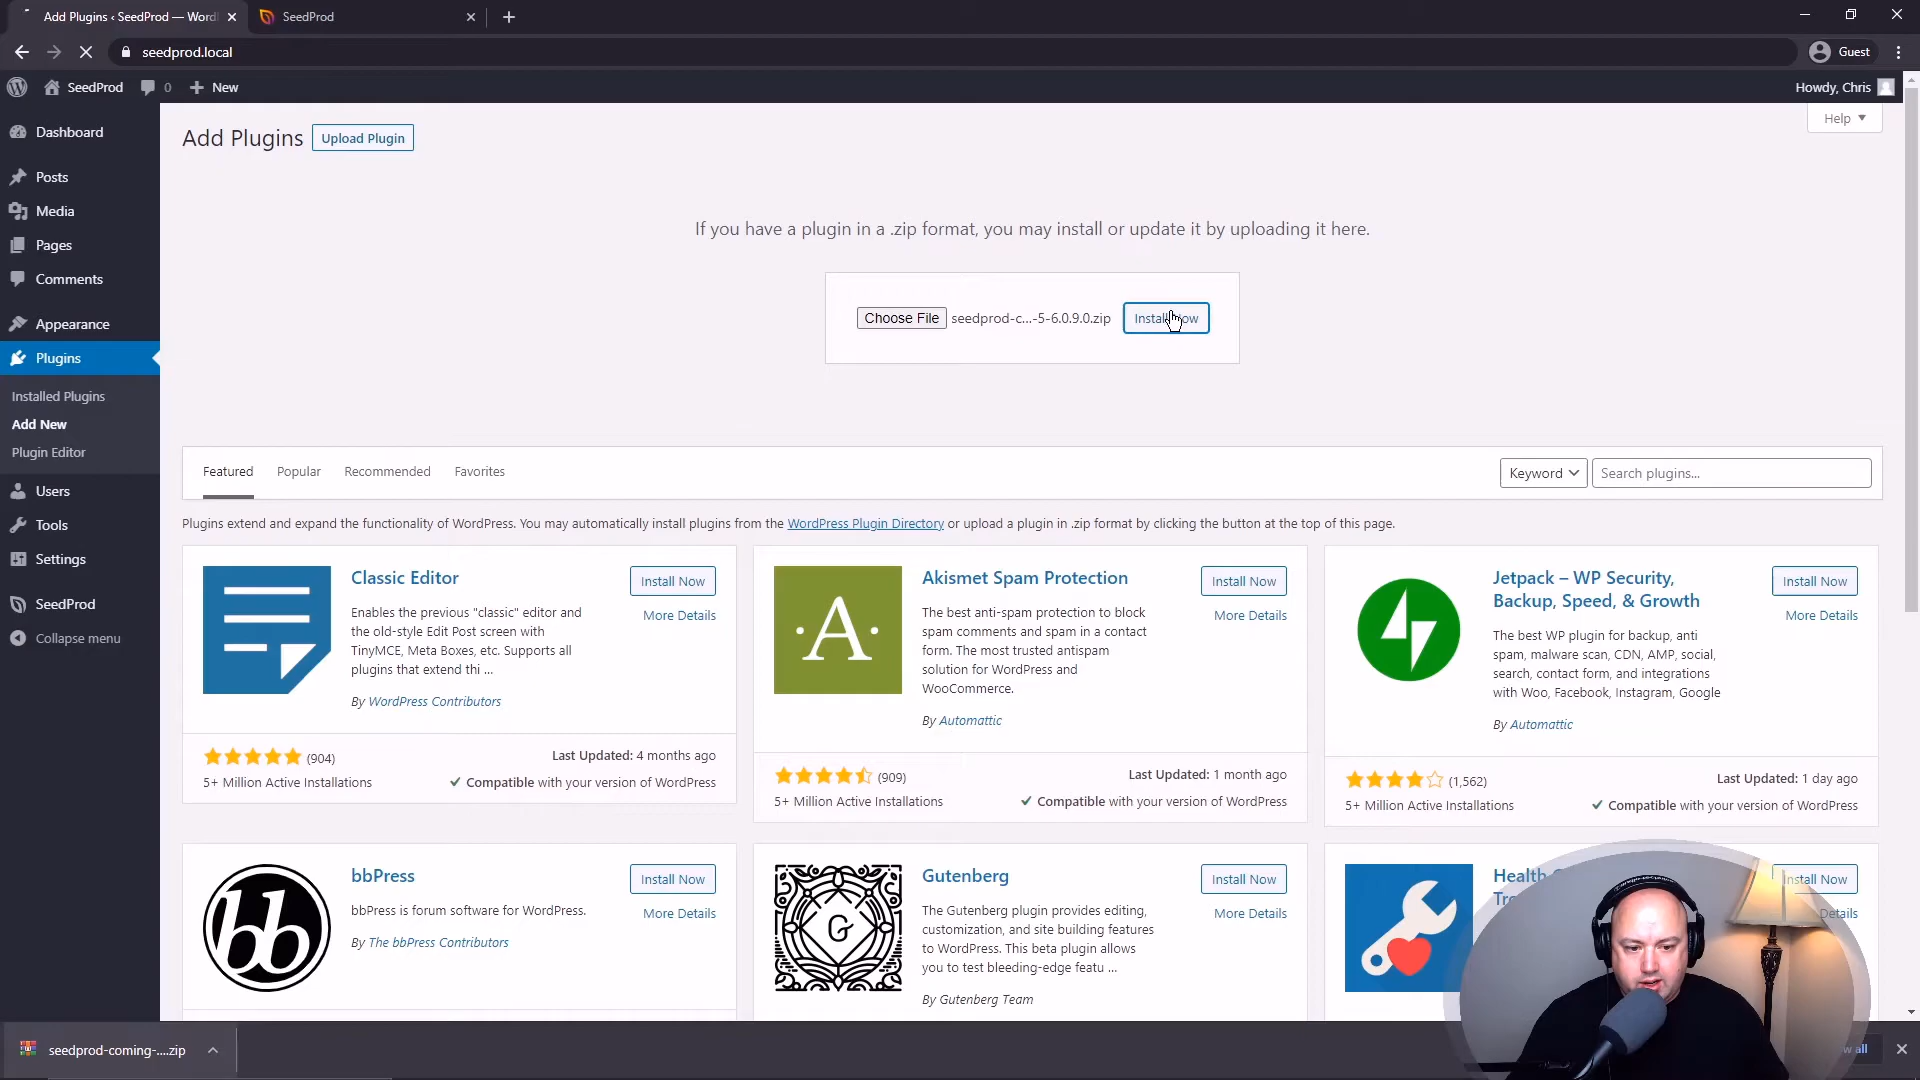 Add Plugins ‹ SeedProd — Word
SeedProd
seedprod.local
Guest
SeedProd
0
New
Howdy, Chris
Dashboard
Posts
Media
Pages
Comments
Appearance
Plugins
Installed Plugins
Add New
Plugin Editor
Users
Tools
Settings
SeedProd
Collapse menu
Help
Add Plugins
Upload Plugin
If you have a plugin in a .zip format, you may install or update it by uploading it here.
Choose File seedprod-c...-5-6.0.9.0.zip
Install Now
Featured Popular Recommended Favorites
Keyword
Search plugins...
Plugins extend and expand the functionality of WordPress. You may automatically install plugins from the WordPress Plugin Directory or upload a plugin in .zip format by clicking the button at the top of this page.
Classic Editor
Install Now
More Details
Enables the previous "classic" editor and
the old-style Edit Post screen with
TinyMCE, Meta Boxes, etc. Supports all
plugins that extend thi ...
By WordPress Contributors
(904)
Last Updated: 4 months ago
5+ Million Active Installations
Compatible with your version of WordPress
A
Akismet Spam Protection
Install Now
More Details
The best anti-spam protection to block
spam comments and spam in a contact
form. The most trusted antispam
solution for WordPress and
WooCommerce.
By Automattic
(909)
Last Updated: 1 month ago
5+ Million Active Installations
Compatible with your version of WordPress
Jetpack – WP Security,
Backup, Speed, & Growth
Install Now
More Details
The best WP plugin for backup, anti
spam, malware scan, CDN, AMP, social,
search, contact form, and integrations
with Woo, Facebook, Instagram, Google
By Automattic
(1,562)
Last Updated: 1 day ago
5+ Million Active Installations
Compatible with your version of WordPress
bb
bbPress
Install Now
More Details
bbPress is forum software for WordPress.
By The bbPress Contributors
G
Gutenberg
Install Now
More Details
The Gutenberg plugin provides editing,
customization, and site building features
to WordPress. This beta plugin allows
you to test bleeding-edge featu ...
By Gutenberg Team
Health
Install Now
Details
seedprod-coming-....zip
all